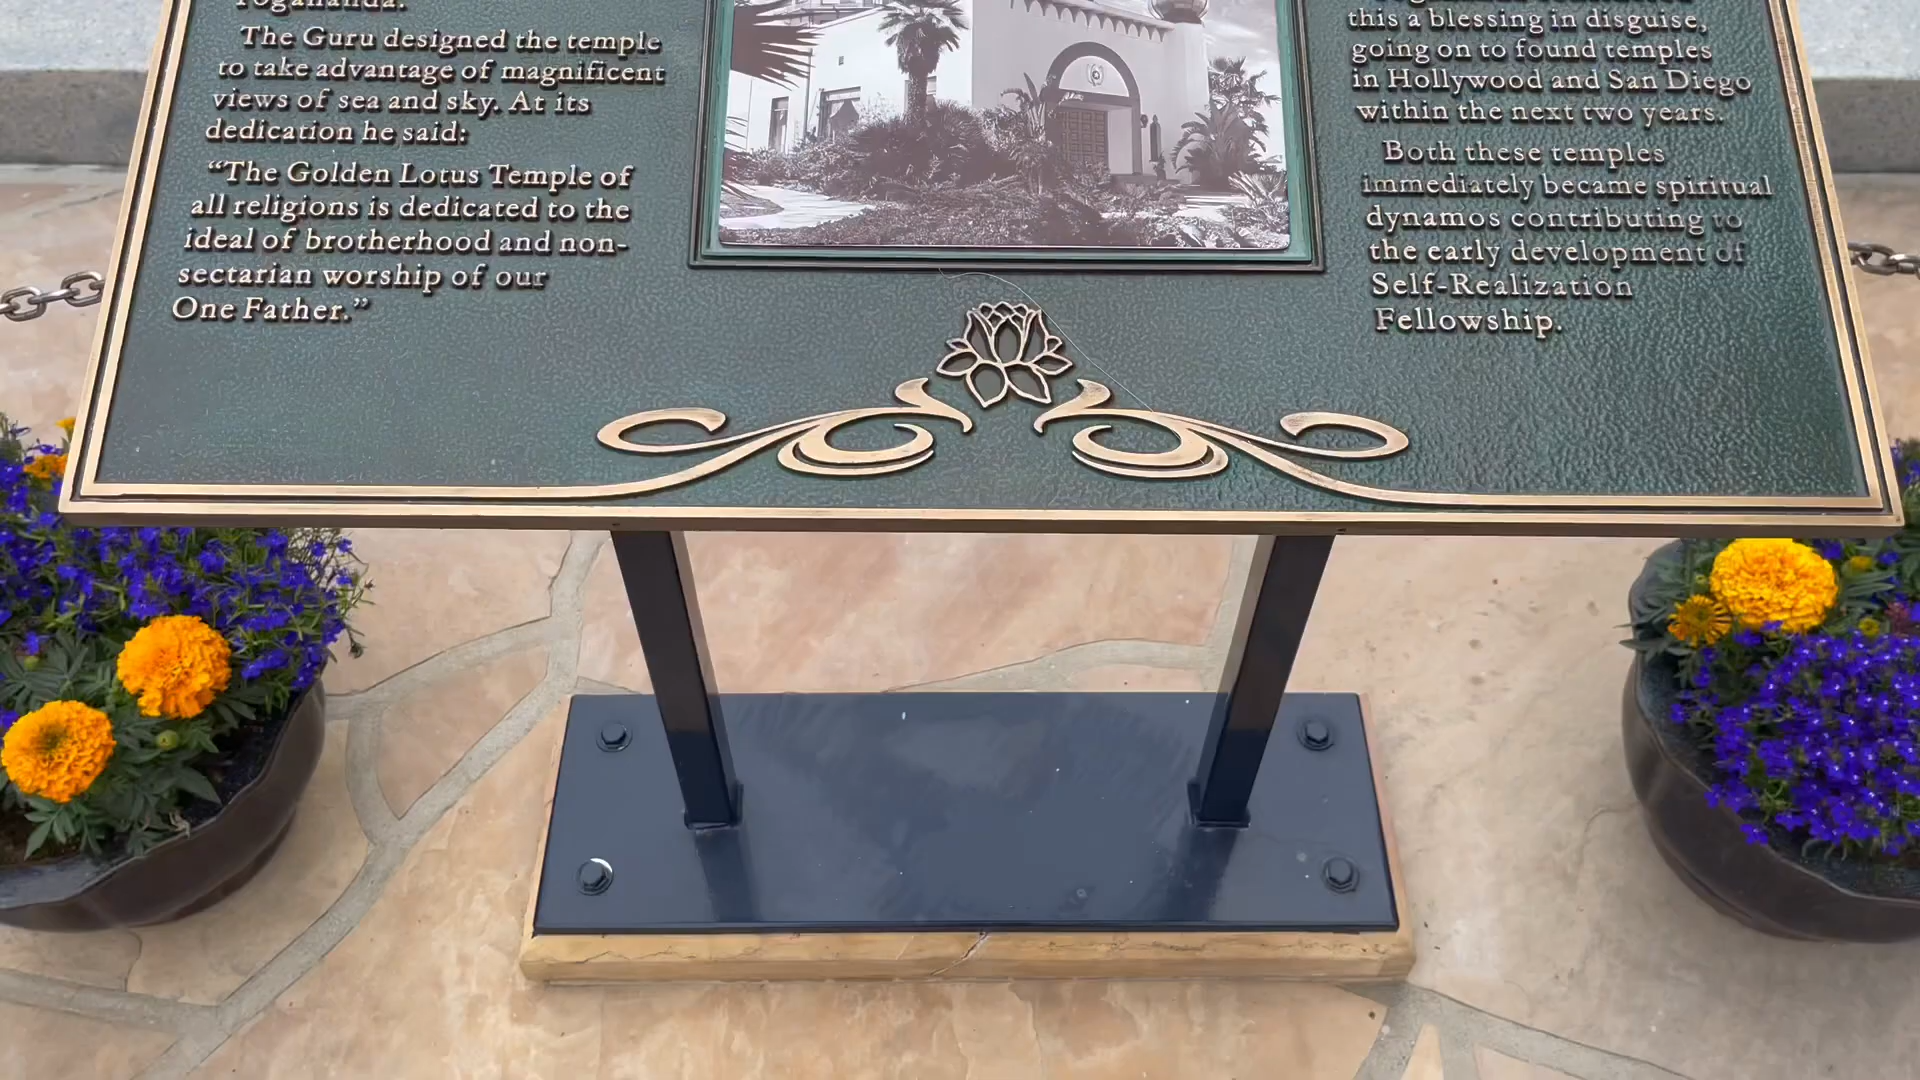 Yogananda.
The Guru designed the temple
to take advantage of magnificent
views of sea and sky. At its
dedication he said:
“The Golden Lotus Temple of
all religions is dedicated to the
ideal of brotherhood and non-
sectarian worship of our
One Father.”
this a blessing in disguise,
going on to found temples
in Hollywood and San Diego
within the next two years.
Both these temples
immediately became spiritual
dynamos contributing to
the early development of
Self-Realization
Fellowship.